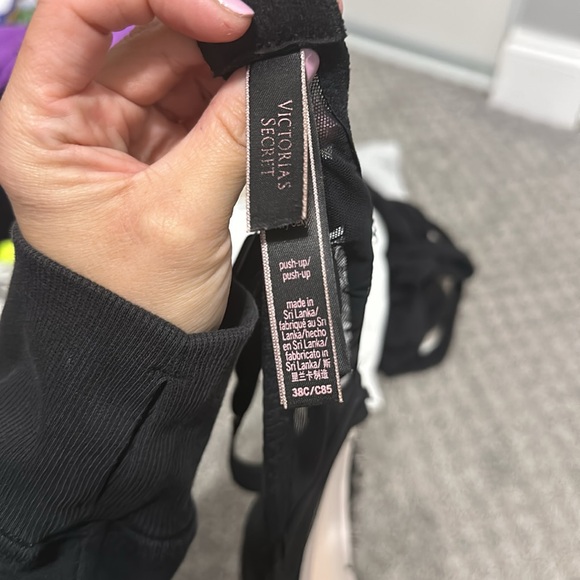 VICTORIAS
SECRET
push-up/
push-up
made in
Sri Lanka/
fabriqué au Sri
Lanka/hecho
en Sri Lanka/
fabbricato in
Sri Lanka/ 斯
里兰卡制造
38C/C85